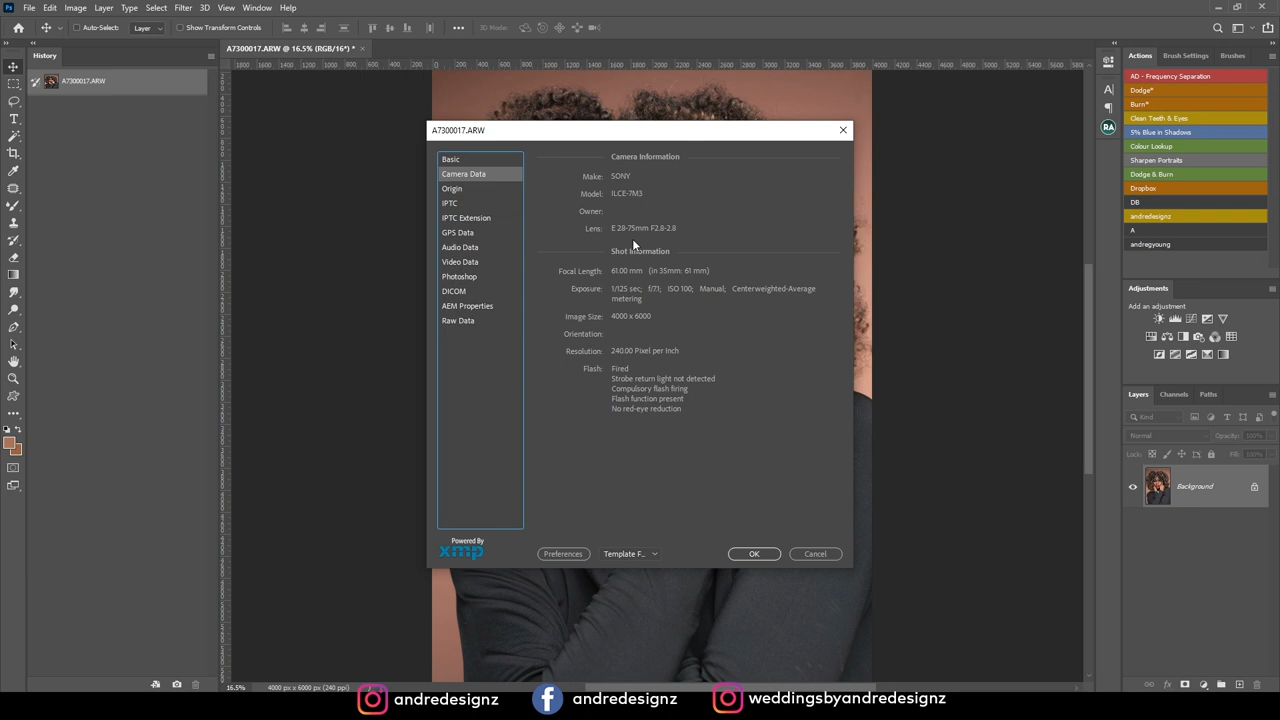 Ps File Edit Image Layer Type Select Filter 3D View Window Help
Auto-Select: Layer Show Transform Controls 3D Mode:
History
A7300017.ARW
A7300017.ARW @ 16.5% (RGB/16*) *
A7300017.ARW
Basic
Camera Data
Origin
IPTC
IPTC Extension
GPS Data
Audio Data
Video Data
Photoshop
DICOM
AEM Properties
Raw Data
Camera Information
Make: SONY
Model: ILCE-7M3
Owner:
Lens: E 28-75mm F2.8-2.8
Shot Information
Focal Length: 61.00 mm (in 35mm: 61 mm)
Exposure: 1/125 sec; f/7.1; ISO 100; Manual; Centerweighted-Average
metering
Image Size: 4000 x 6000
Orientation:
Resolution: 240.00 Pixel per Inch
Flash: Fired
Strobe return light not detected
Compulsory flash firing
Flash function present
No red-eye reduction
Powered By
xmp
Preferences Template F... OK Cancel
Actions Brush Settings Brushes
AD - Frequency Separation
Dodge*
Burn*
Clean Teeth & Eyes
5% Blue in Shadows
Colour Lookup
Sharpen Portraits
Dodge & Burn
Dropbox
DB
andredesignz
A
andregyoung
Adjustments
Add an adjustment
Layers Channels Paths
Kind
Normal Opacity: 100%
Lock: Fill: 100%
Background
16.5% 4000 px x 6000 px (240 ppi)
andredesignz andredesignz weddingsbyandredesignz